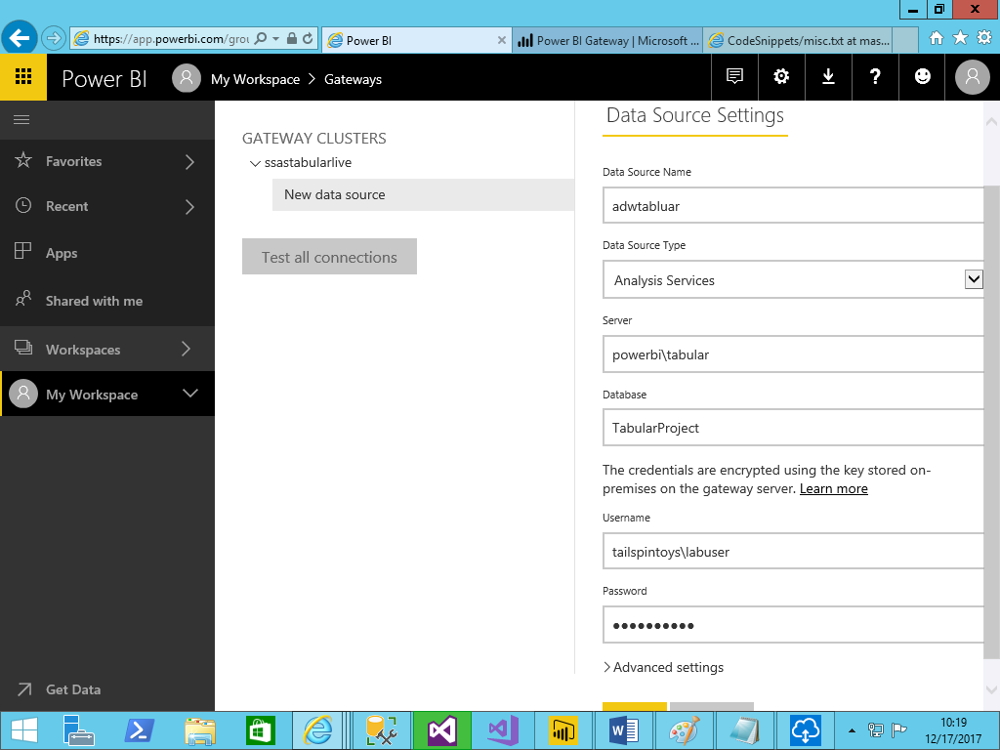 https://app.powerbi.com/grou
Power BI
Power BI Gateway | Microsoft ...
CodeSnippets/misc.txt at mas...
Power BI
My Workspace > Gateways
?
Favorites
Recent
Apps
Shared with me
Workspaces
My Workspace
Get Data
GATEWAY CLUSTERS
ssastabularlive
New data source
Test all connections
Data Source Settings
Data Source Name
adwtabluar
Data Source Type
Analysis Services
Server
powerbi\tabular
Database
TabularProject
The credentials are encrypted using the key stored on-
premises on the gateway server. Learn more
Username
tailspintoys\labuser
Password
●●●●●●●●●●
Advanced settings
10:19
12/17/2017